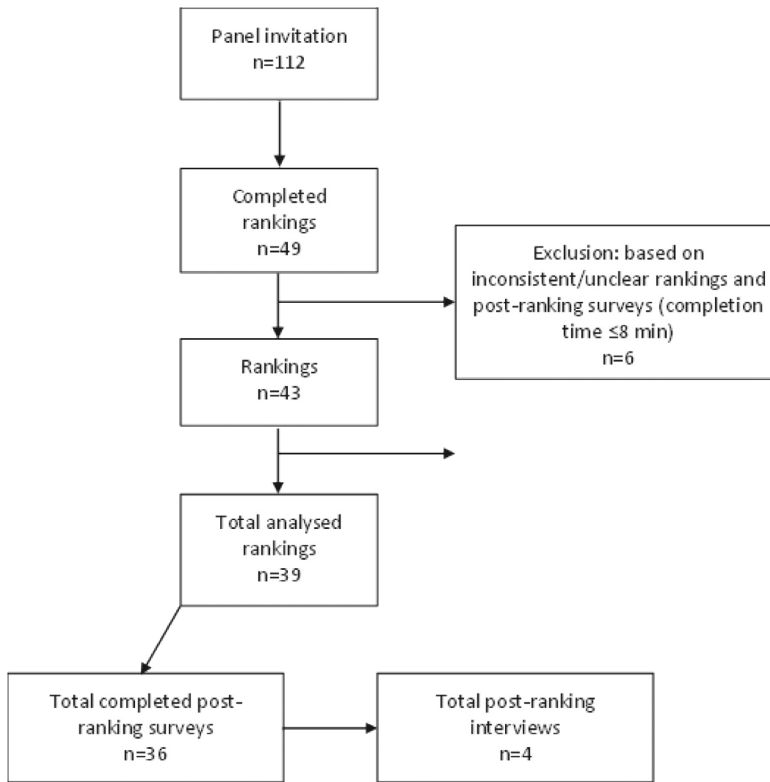 Panel invitation
n=112
Completed
rankings
n=49
Exclusion: based on
inconsistent/unclear rankings and
post-ranking surveys (completion
time ≤8 min)
n=6
Rankings
n=43
Total analysed
rankings
n=39
Total completed post-
ranking surveys
n=36
Total post-ranking
interviews
n=4